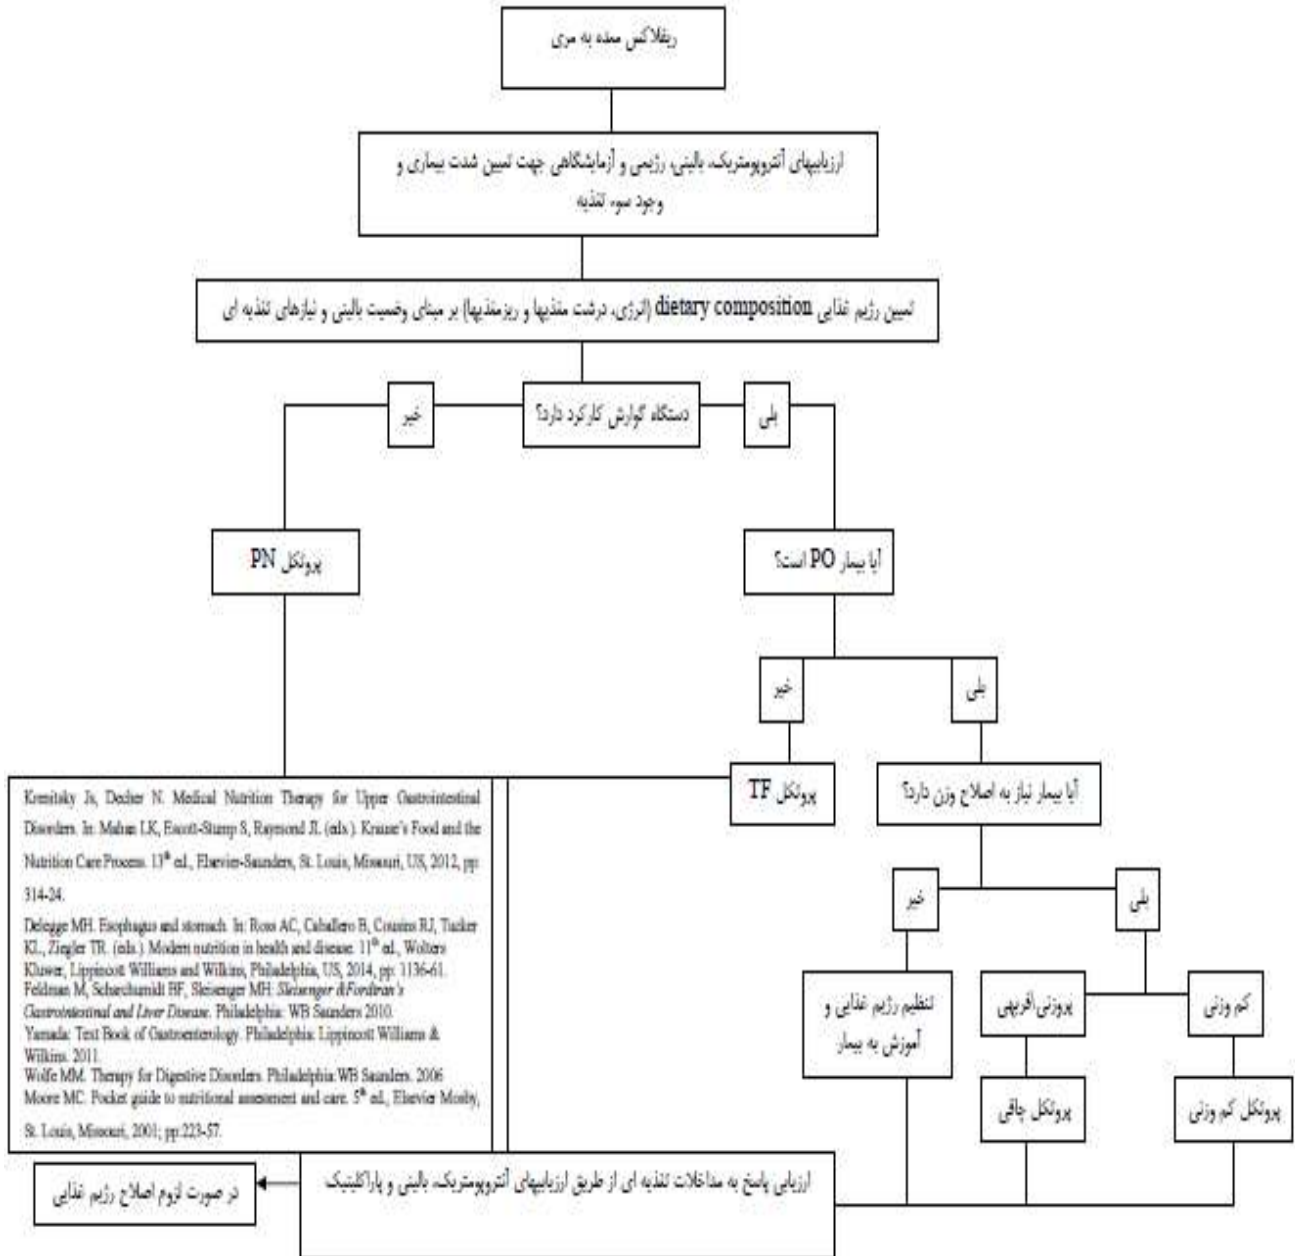 ریفلاکس معده به مری
ارزیابیهای آنتروپومتریک، بالینی، رژیمی و آزمایشگاهی جهت تعیین شدت بیماری و
وجود سوء تغذیه
تعیین رژیم غذایی dietary composition (انرژی، درشت مغذیها و ریزمغذیها) بر مبنای وضعیت بالینی و نیازهای تغذیه ای
دستگاه گوارش کارکرد دارد؟
بلی
خیر
پروتکل PN
آیا بیمار PO است؟
خیر
بلی
پروتکل TF
آیا بیمار نیاز به اصلاح وزن دارد؟
خیر
بلی
تنظیم رژیم غذایی و
آموزش به بیمار
پروزنی/فربهی
کم وزنی
پروتکل چاقی
پروتکل کم وزنی
Krenitsky Js, Decher N. Medical Nutrition Therapy for Upper Gastrointestinal
Disorders. In: Mahan LK, Escott-Stump S, Raymond JL (eds.). Krause's Food and the
Nutrition Care Process. 13th ed., Elsevier-Saunders, St. Louis, Missouri, US, 2012, pp:
314-24.
Delegge MH. Esophagus and stomach. In: Ross AC, Caballero B, Cousins RJ, Tucker
KL, Ziegler TR. (eds.). Modern nutrition in health and disease. 11th ed., Wolters
Kluwer, Lippincott Williams and Wilkins, Philadelphia, US, 2014, pp: 1136-61.
Feldman M, Scharchumidt BF, Sleisenger MH: Sleisenger &Fordtran's
Gastrointestinal and Liver Disease. Philadelphia: WB Saunders 2010.
Yamada: Text Book of Gastroenterology. Philadelphia: Lippincott Williams &
Wilkins. 2011.
Wolfe MM. Therapy for Digestive Disorders. Philadelphia:WB Saunders. 2006
Moore MC. Pocket guide to nutritional assessment and care. 5th ed., Elsevier Mosby,
St. Louis, Missouri, 2001; pp:223-57.
ارزیابی پاسخ به مداخلات تغذیه ای از طریق ارزیابیهای آنتروپومتریک، بالینی و پاراکلینیک
در صورت لزوم اصلاح رژیم غذایی